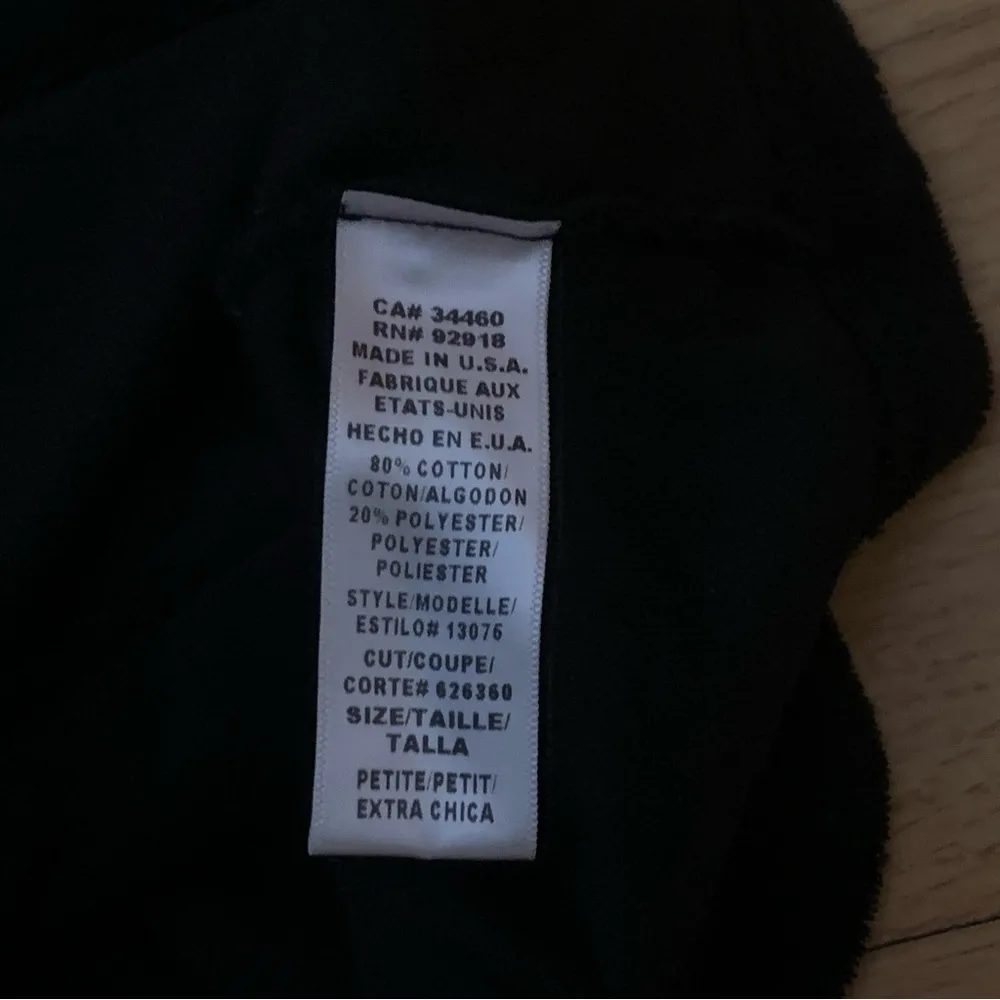 CA# 34460
RN# 92918
MADE IN U.S.A.
FABRIQUE AUX
ETATS-UNIS
HECHO EN E.U.A.
80% COTTON/
COTON/ALGODON
20% POLYESTER/
POLYESTER/
POLIESTER
STYLE/MODELLE/
ESTILO# 13076
CUT/COUPE/
CORTE# 626360
SIZE/TAILLE/
TALLA
PETITE/PETIT/
EXTRA CHICA